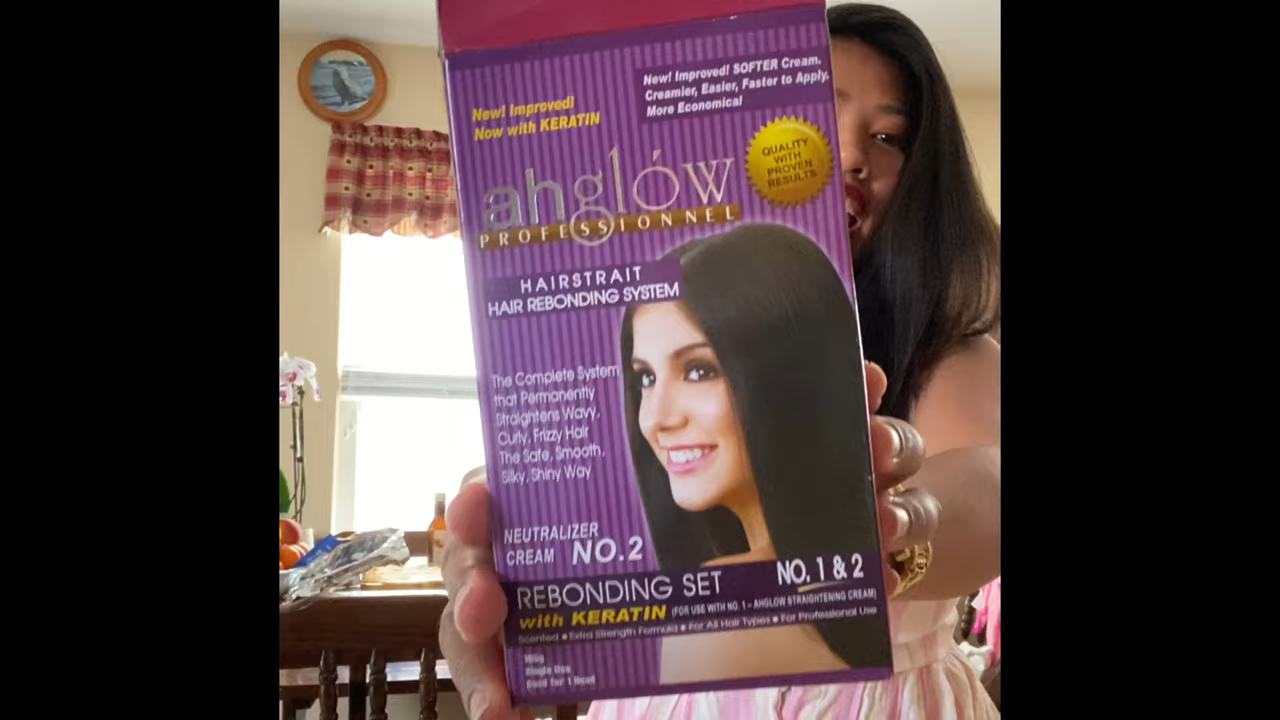 New! Improved!
Now with KERATIN
New! Improved! SOFTER Cream.
Creamier, Easier, Faster to Apply.
More Economical
QUALITY
WITH
PROVEN
RESULTS
ahglów
PROFESSIONNEL
HAIRSTRAIT
HAIR REBONDING SYSTEM
The Complete System
that Permanently
Straightens Wavy,
Curly, Frizzy Hair
The Safe, Smooth,
Silky, Shiny Way
NEUTRALIZER
CREAM NO.2
REBONDING SET NO. 1 & 2
with KERATIN (FOR USE WITH NO. 1 - AHGLOW STRAIGHTENING CREAM)
Scented • Extra Strength Formula • For All Hair Types • For Professional Use
Single Use
Good for 1 Head